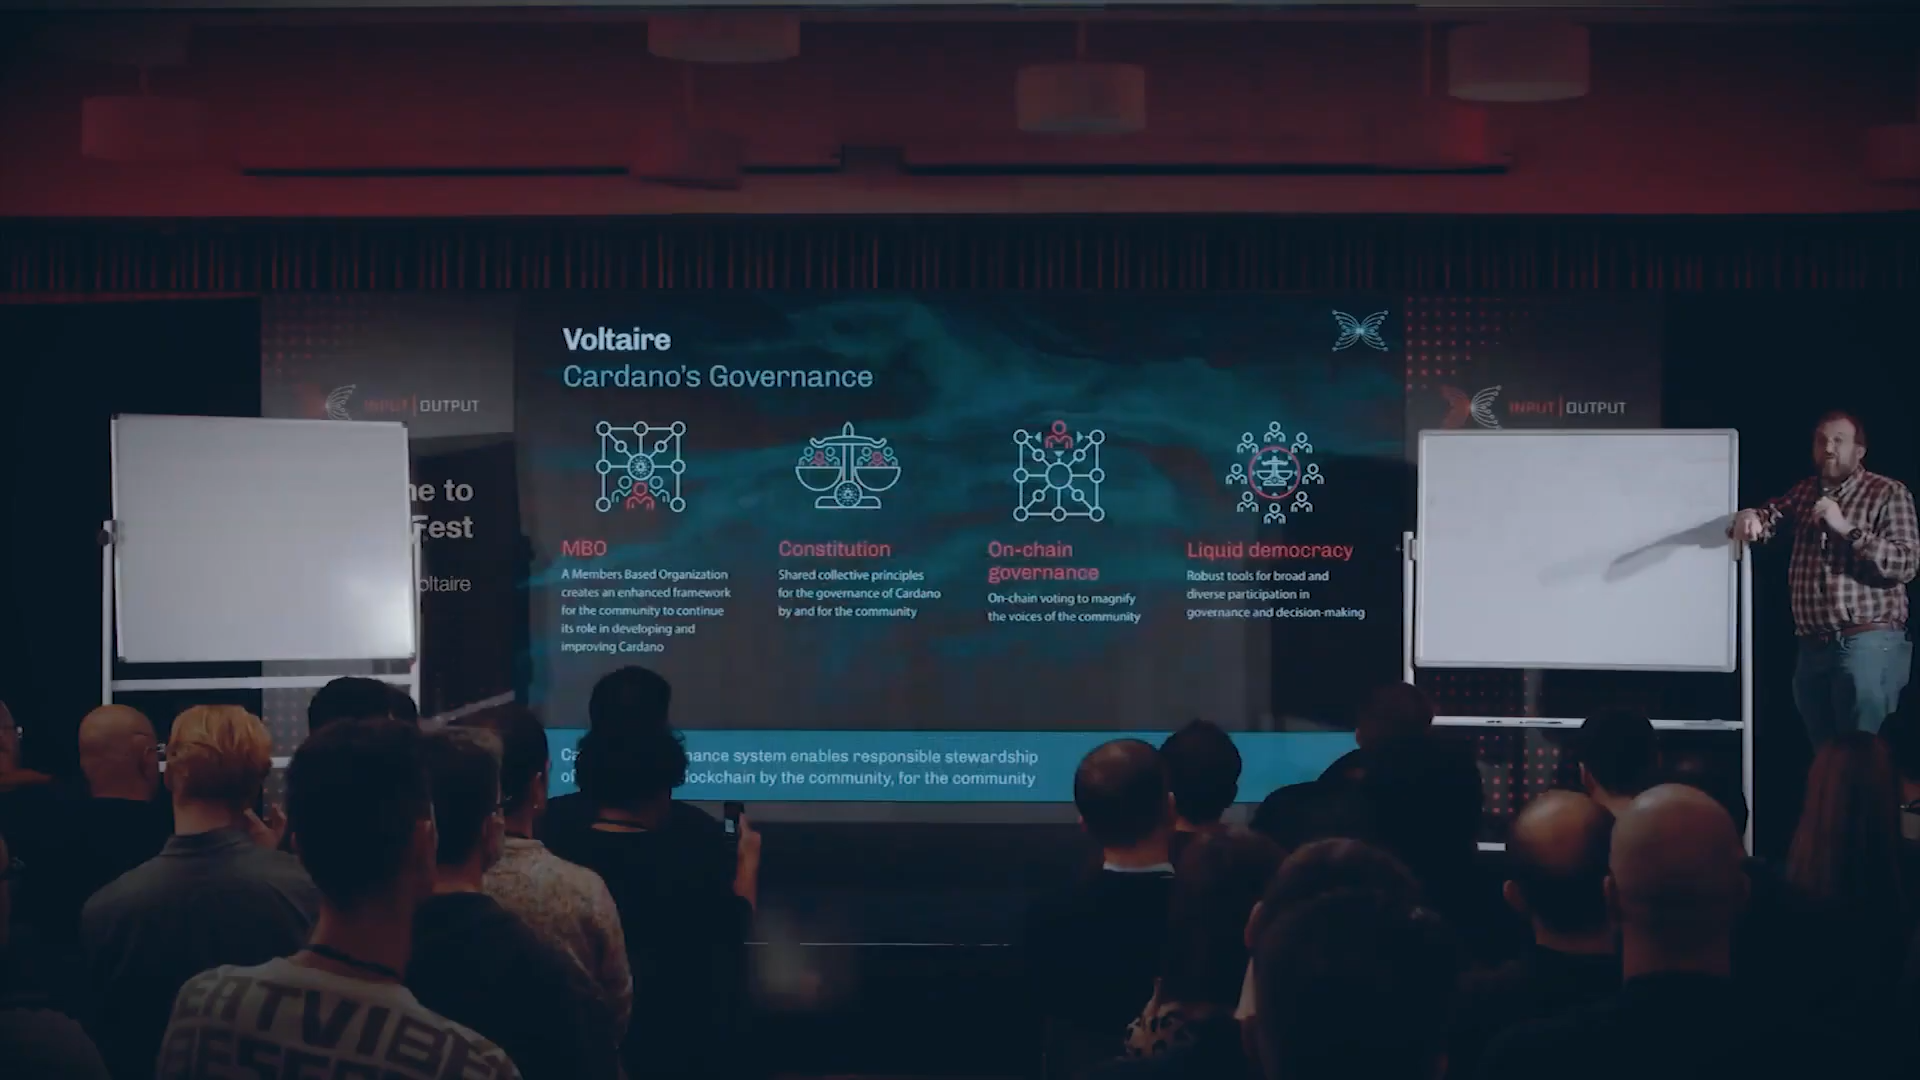 Voltaire
Cardano's Governance
INPUT | OUTPUT
INPUT | OUTPUT
to
Fest
MBO
A Members Based Organization
creates an enhanced framework
for the community to continue
its role in developing and
improving Cardano
Constitution
Shared collective principles
for the governance of Cardano
by and for the community
On-chain
governance
On-chain voting to magnify
the voices of the community
Liquid democracy
Robust tools for broad and
diverse participation in
governance and decision-making
system enables responsible stewardship
by the community, for the community